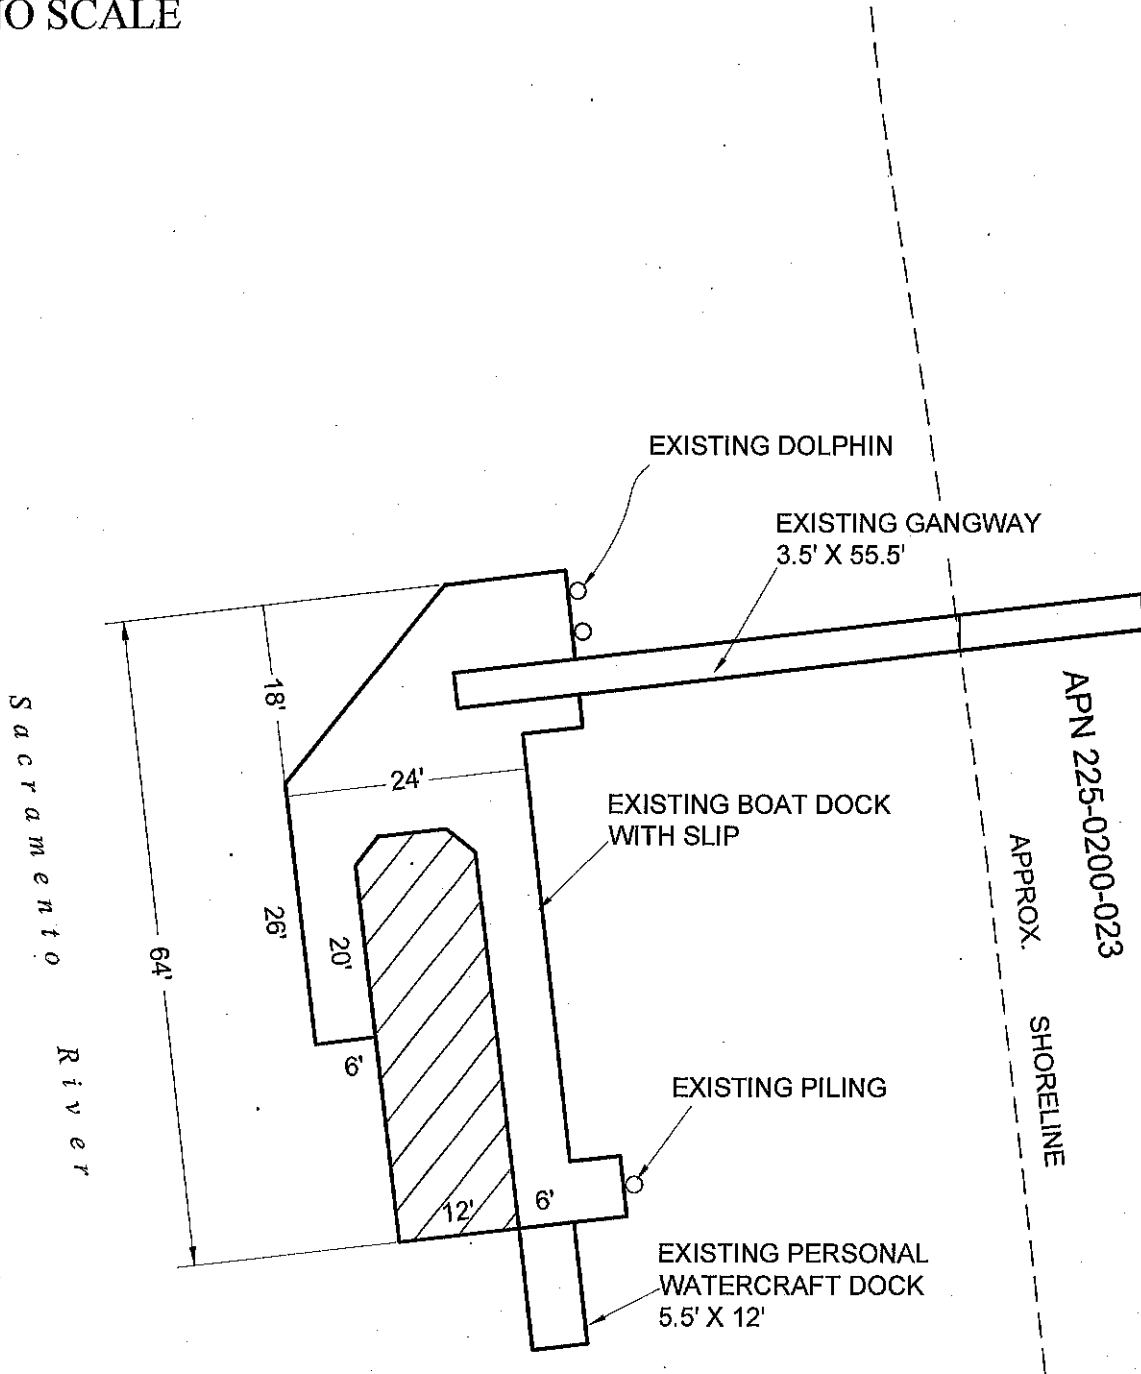 NO SCALE
EXISTING DOLPHIN
EXISTING GANGWAY
3.5' X 55.5'
18'
24'
EXISTING BOAT DOCK
WITH SLIP
26'
20'
64'
6'
12'
6'
EXISTING PILING
EXISTING PERSONAL
WATERCRAFT DOCK
5.5' X 12'
Sacramento River
APN 225-0200-023
APPROX. SHORELINE